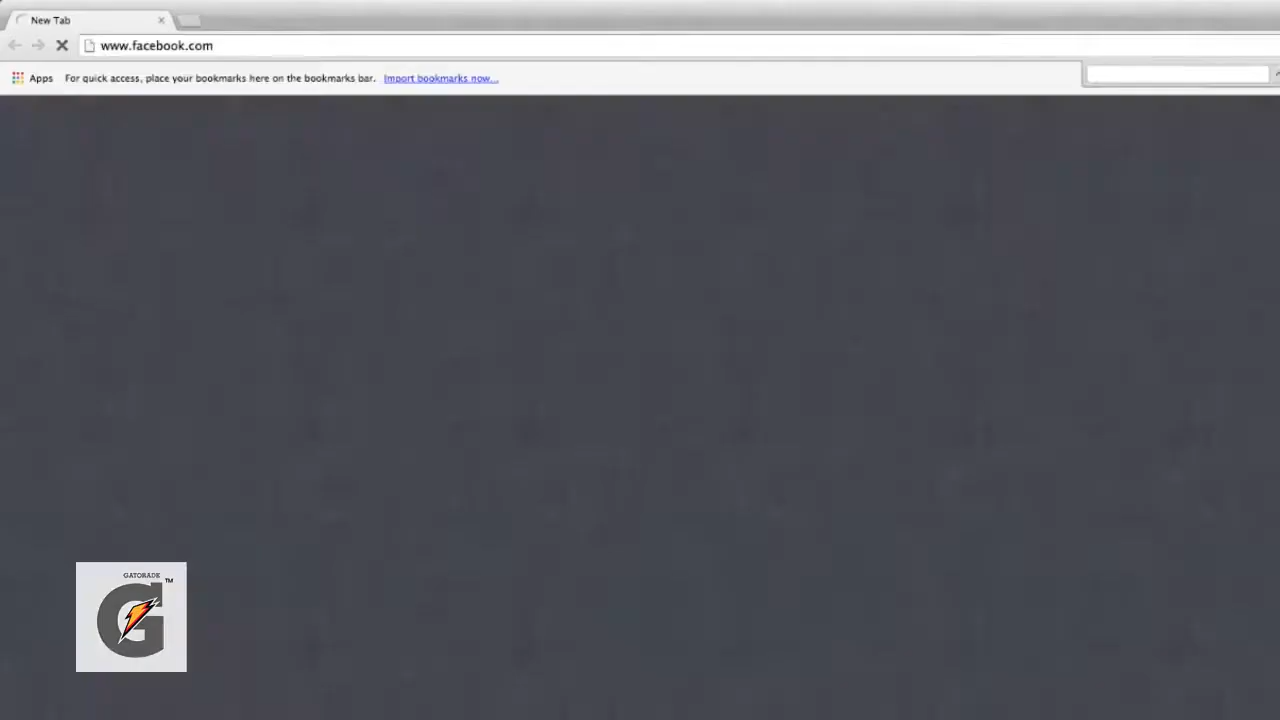 New Tab
www.facebook.com
Apps For quick access, place your bookmarks here on the bookmarks bar. Import bookmarks now...
GATORADE
G
TM